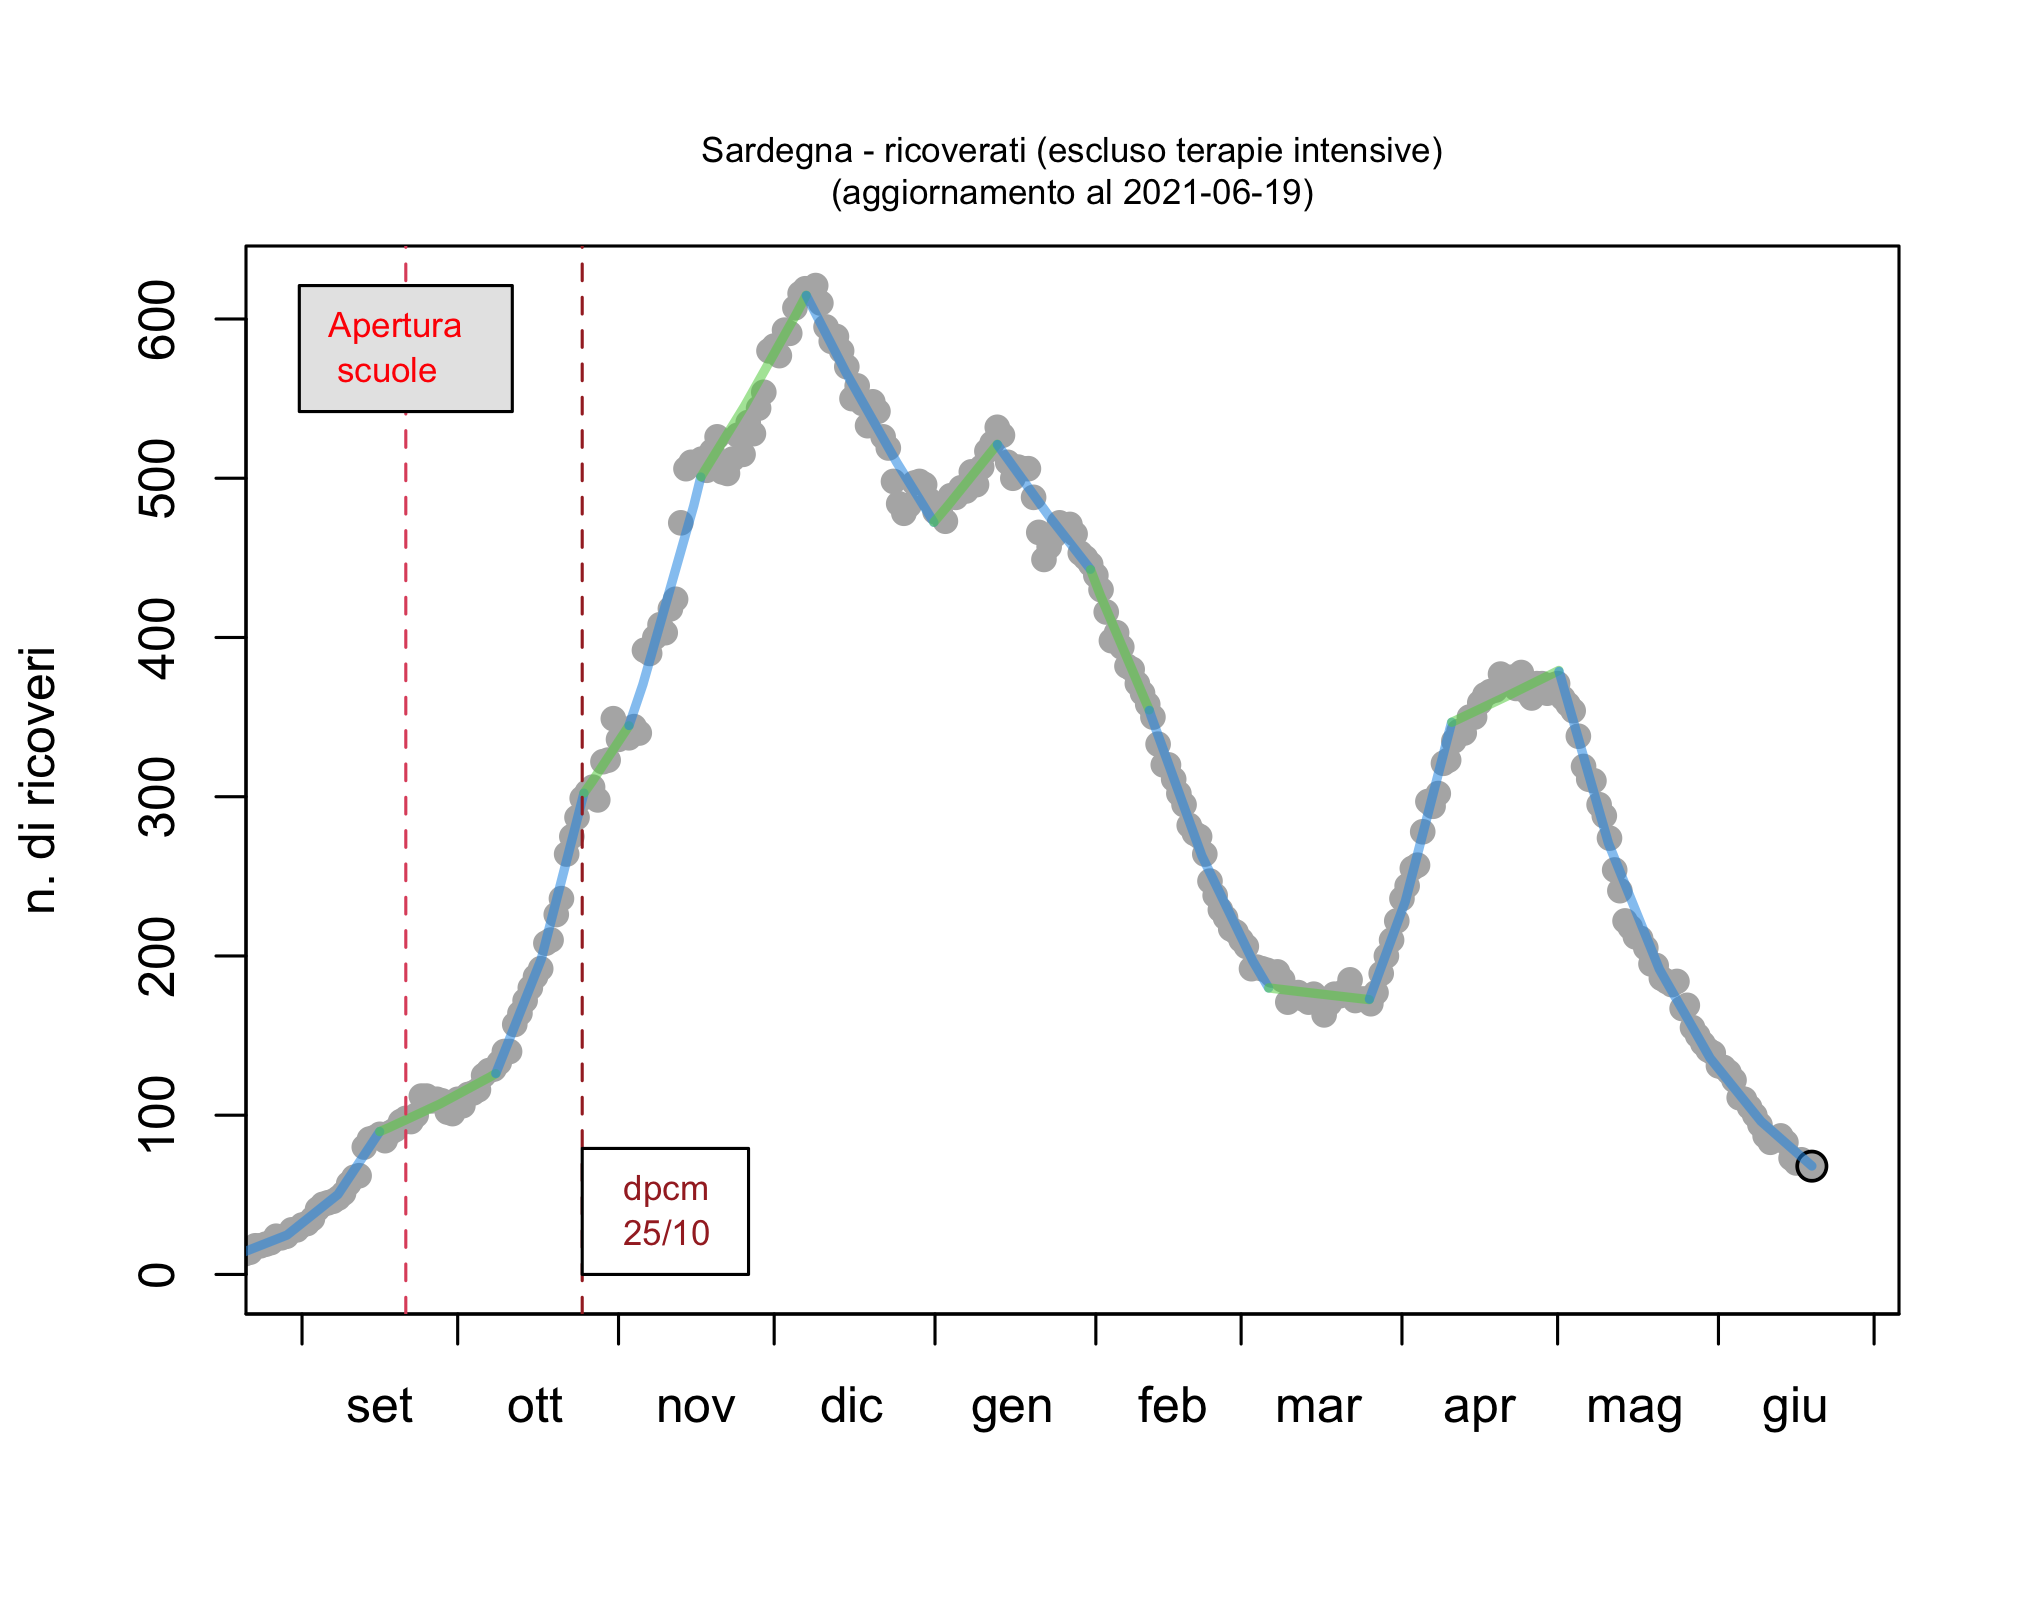 Sardegna - ricoverati (escluso terapie intensive)
(aggiornamento al 2021-06-19)
n. di ricoveri
600
500
400
300
200
100
0
Apertura
scuole
dpcm
25/10
set ott nov dic gen feb mar apr mag giu